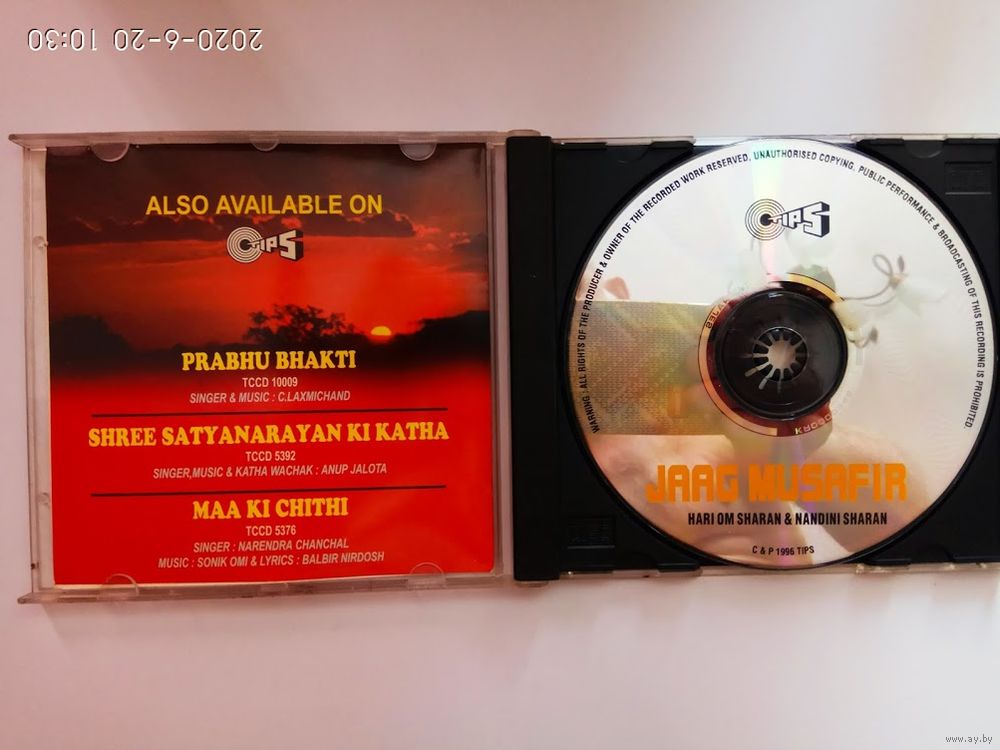 2020-6-20 10:30
ALSO AVAILABLE ON
TIPS
PRABHU BHAKTI
TCCD 10009
SINGER & MUSIC : C.LAXMICHAND
SHREE SATYANARAYAN KI KATHA
TCCD 5392
SINGER,MUSIC & KATHA WACHAK : ANUP JALOTA
MAA KI CHITHI
TCCD 5376
SINGER : NARENDRA CHANCHAL
MUSIC : SONIK OMI & LYRICS : BALBIR NIRDOSH
WARNING : ALL RIGHTS OF THE PRODUCER & OWNER OF THE RECORDED WORK RESERVED, UNAUTHORISED COPYING, PUBLIC PERFORMANCE & BROADCASTING OF THIS RECORDING IS PROHIBITED.
TIPS
JAAG MUSAFIR
HARI OM SHARAN & NANDINI SHARAN
C & P 1996 TIPS
www.ay.by